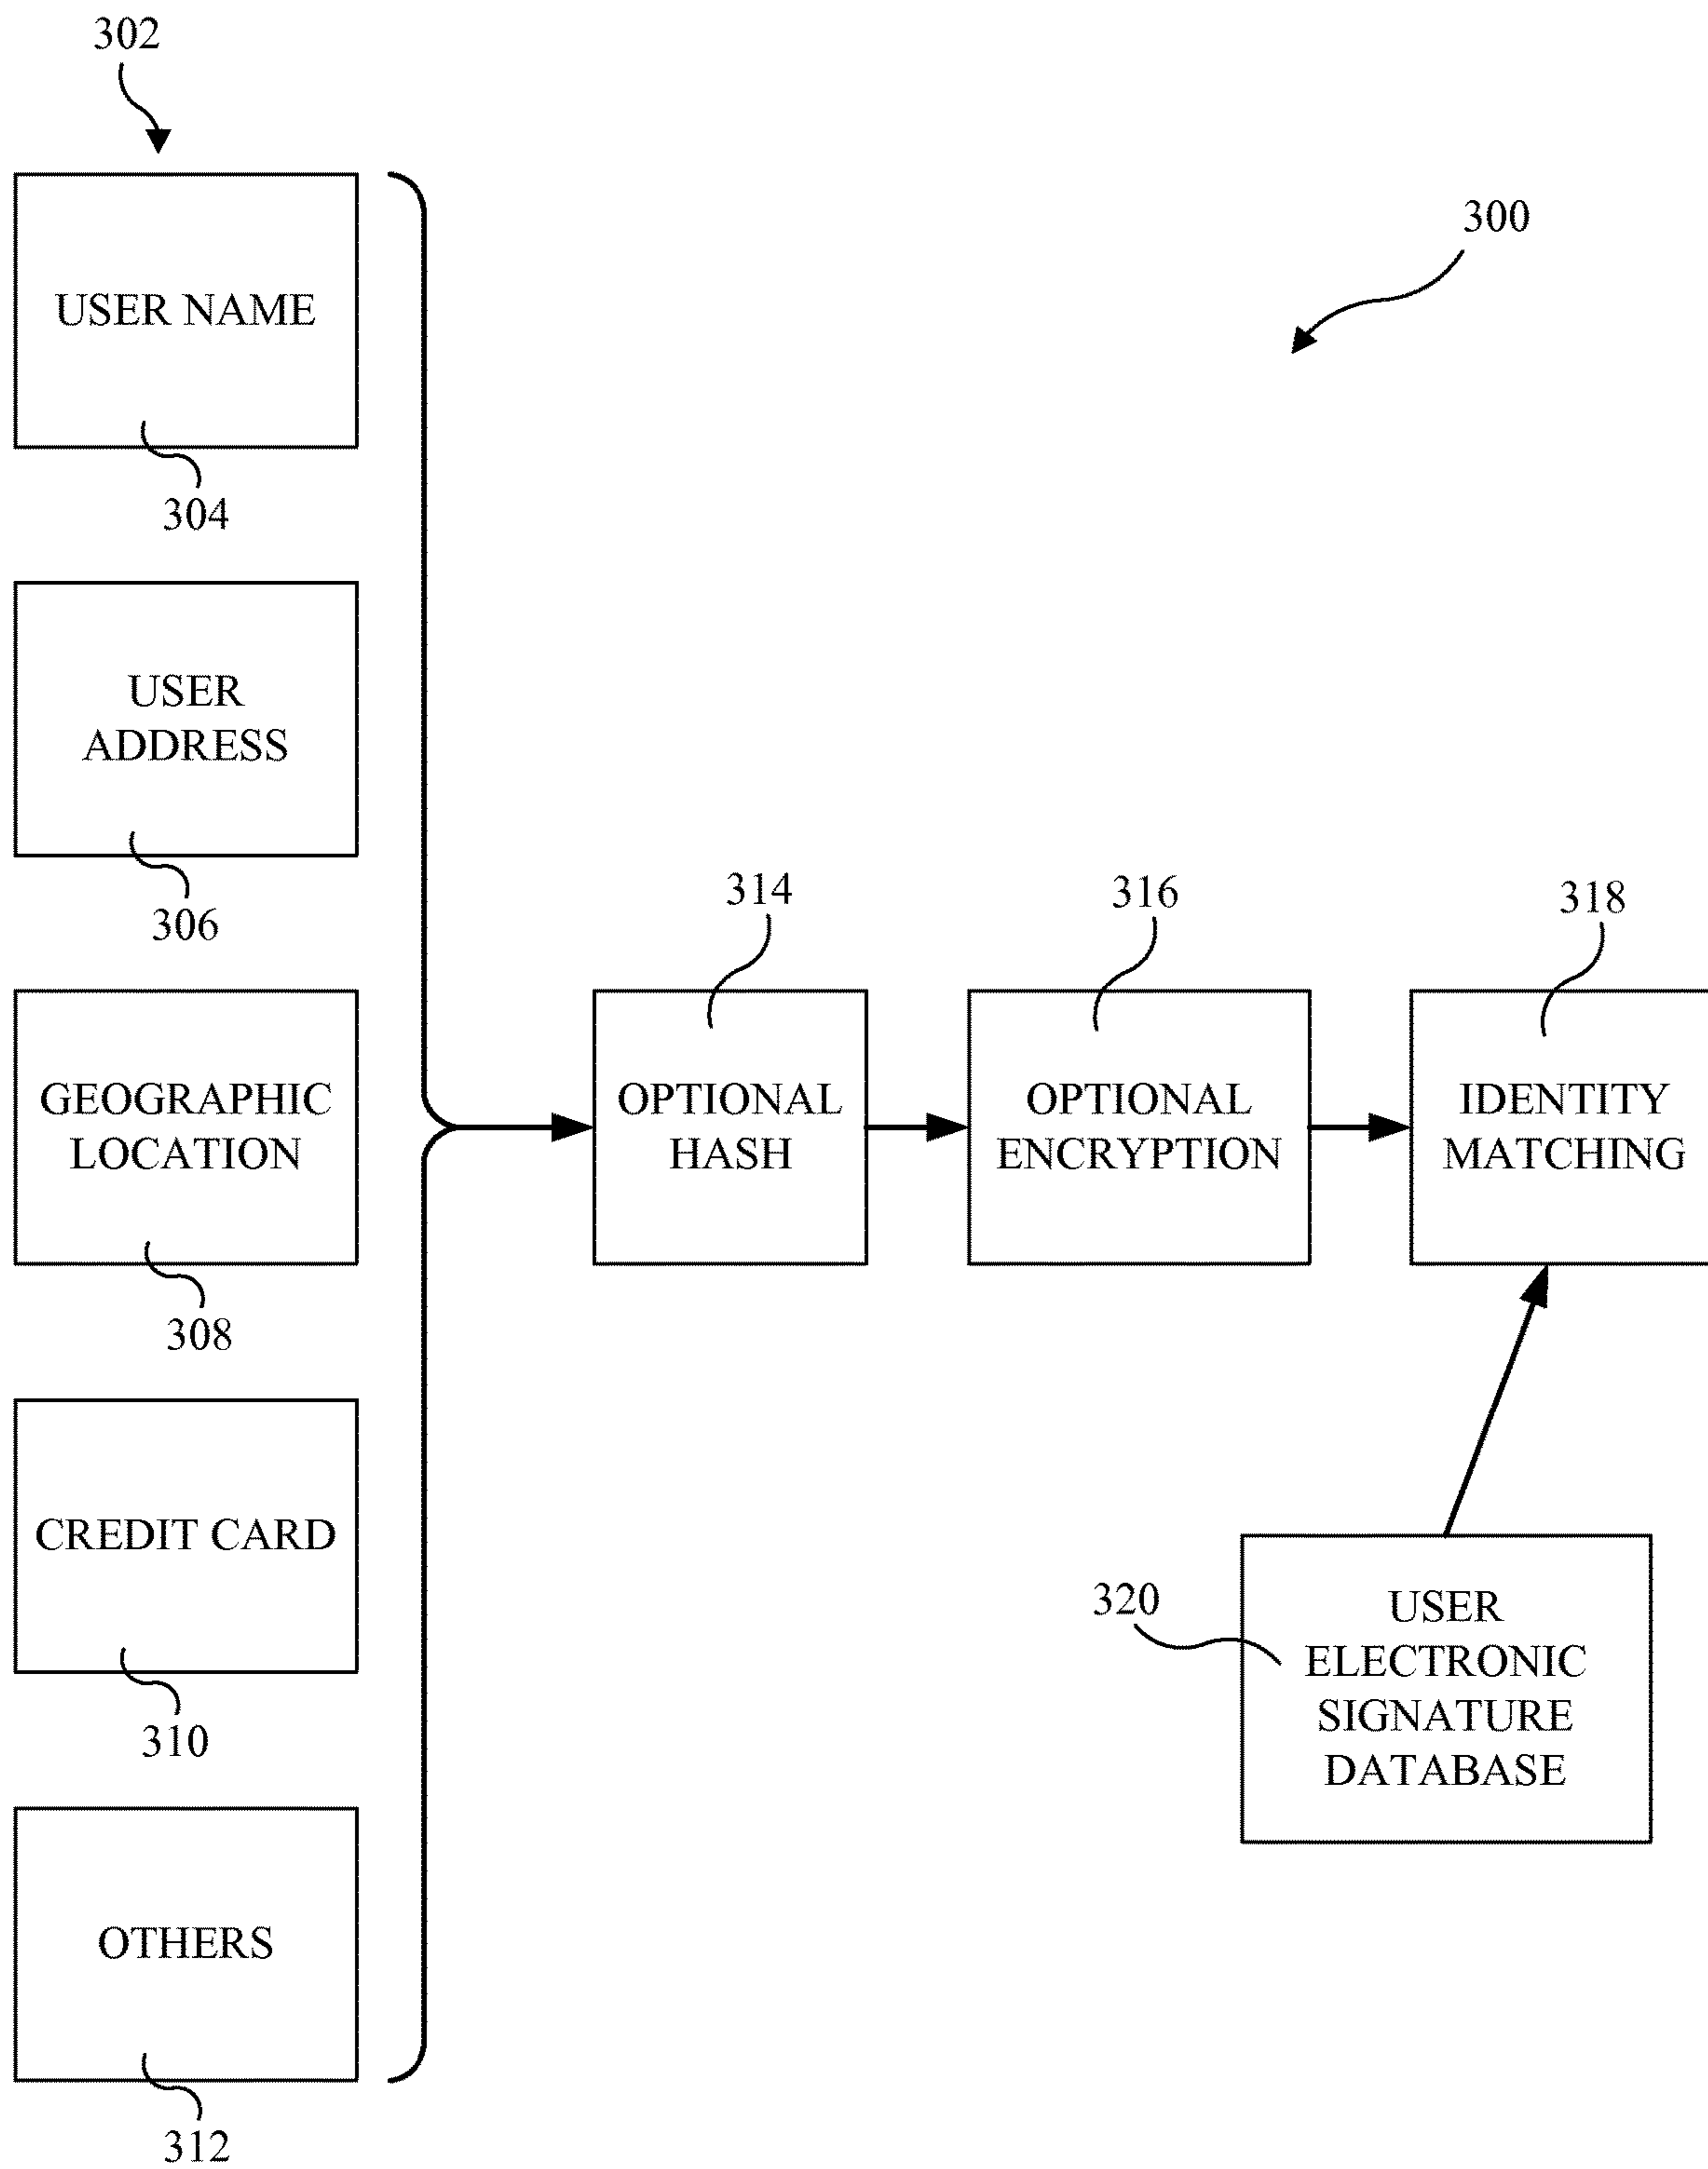 302
300
USER NAME
304
USER
ADDRESS
306
314
316
318
GEOGRAPHIC
LOCATION
308
OPTIONAL
HASH
OPTIONAL
ENCRYPTION
IDENTITY
MATCHING
CREDIT CARD
310
320
USER
ELECTRONIC
SIGNATURE
DATABASE
OTHERS
312